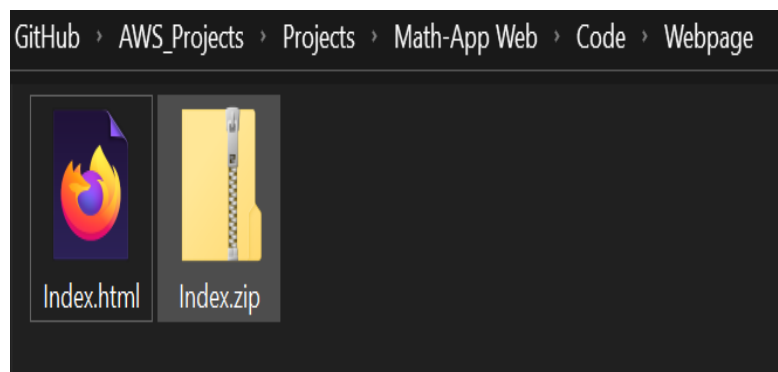 GitHub › AWS_Projects › Projects › Math-App Web › Code › Webpage
Index.html Index.zip